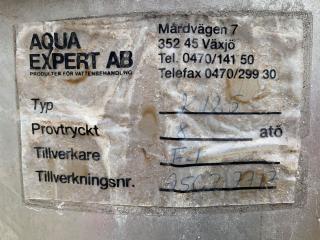 AQUA
EXPERT AB
PRODUKTER FÖR VATTENBEHANDLING
Mårdvägen 7
352 45 Växjö
Tel. 0470/141 50
Telefax 0470/299 30
Typ
Provtryckt 8 atö
Tillverkare
Tillverkningsnr.